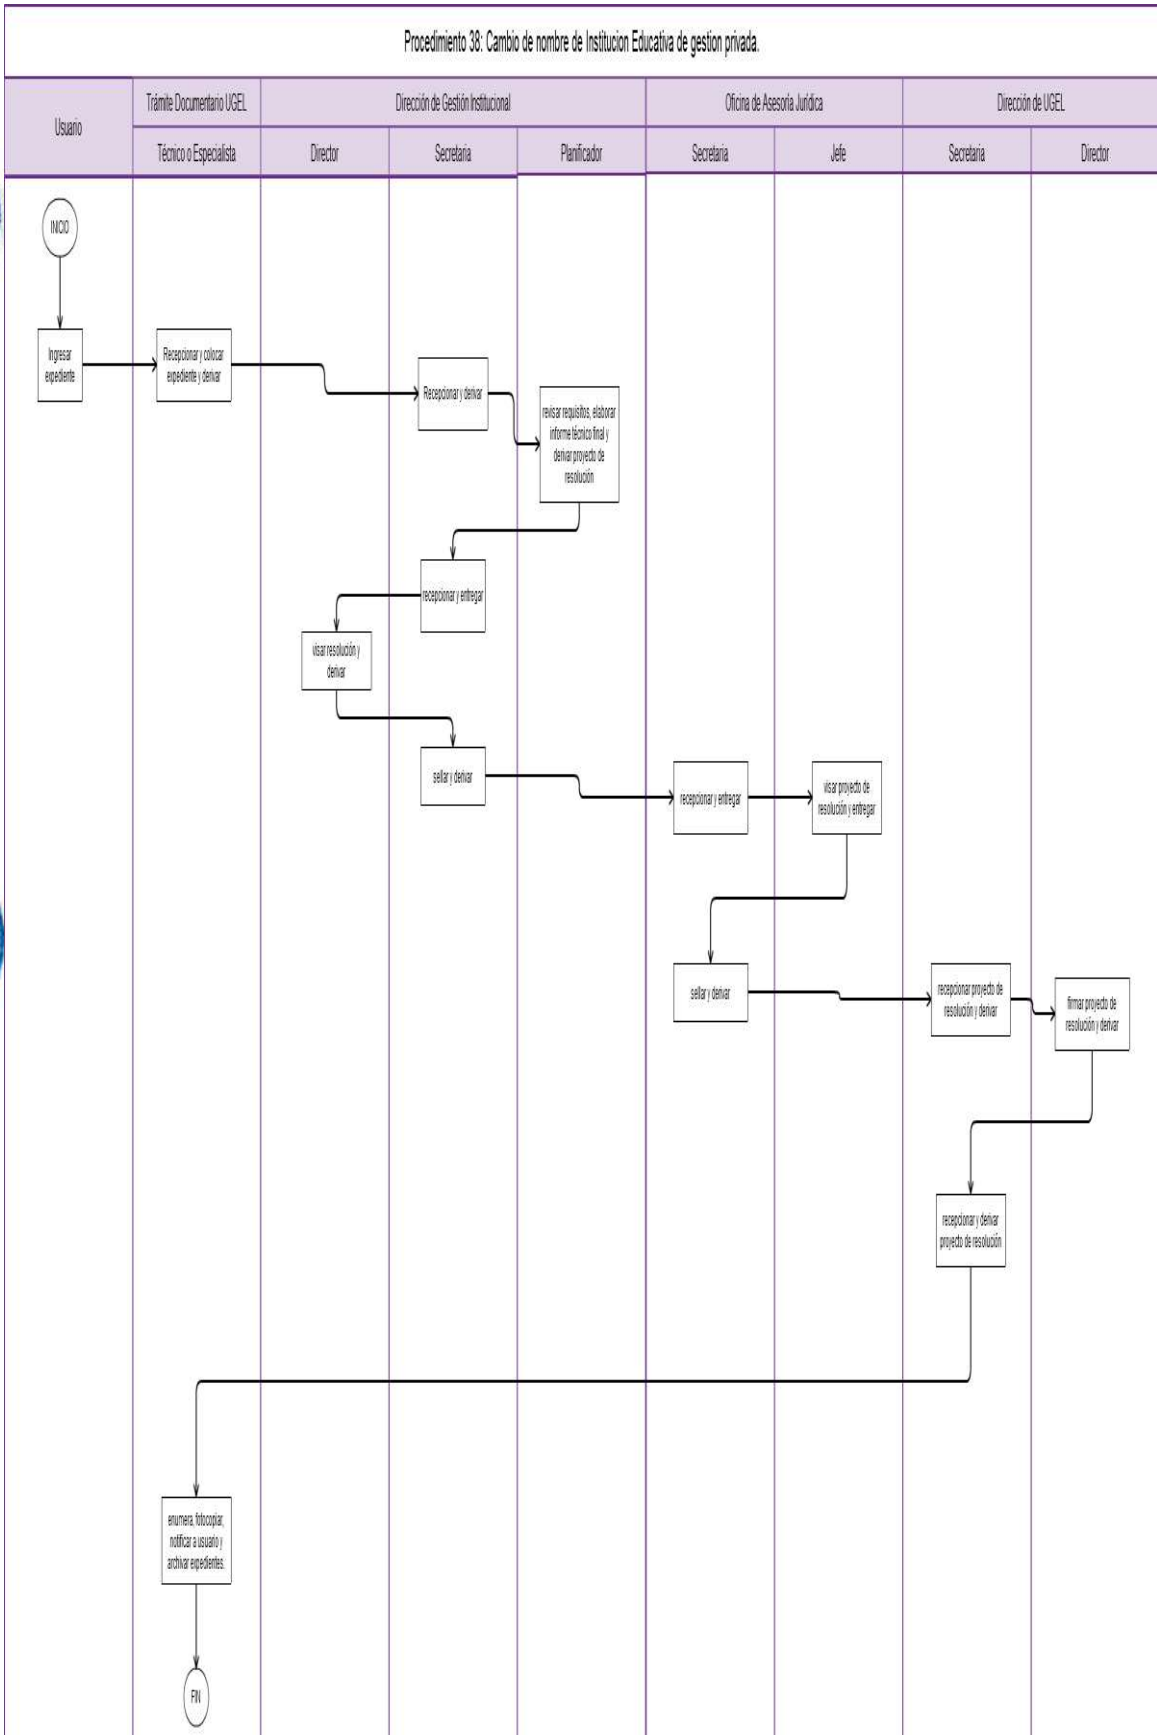 Procedimiento 38: Cambio de nombre de Institucion Educativa de gestion privada.
Usuario
Trámite Documentario UGEL
Dirección de Gestión Institucional
Oficina de Asesoría Jurídica
Dirección de UGEL
Técnico o Especialista
Director
Secretaria
Planificador
Secretaria
Jefe
Secretaria
Director
INICIO
Ingresar
expediente
Recepcionar y colocar
expediente y derivar
Recepcionar y derivar
revisar requisitos, elaborar
informe técnico final y
derivar proyecto de
resolución
recepcionar y entregar
visar resolución y
derivar
sellar y derivar
recepcionar y entregar
visar proyecto de
resolución y entregar
sellar y derivar
recepcionar proyecto de
resolución y derivar
firmar proyecto de
resolución y derivar
recepcionar y derivar
proyecto de resolución
enumera, fotocopiar,
notificar a usuario y
archivar expedientes.
FIN